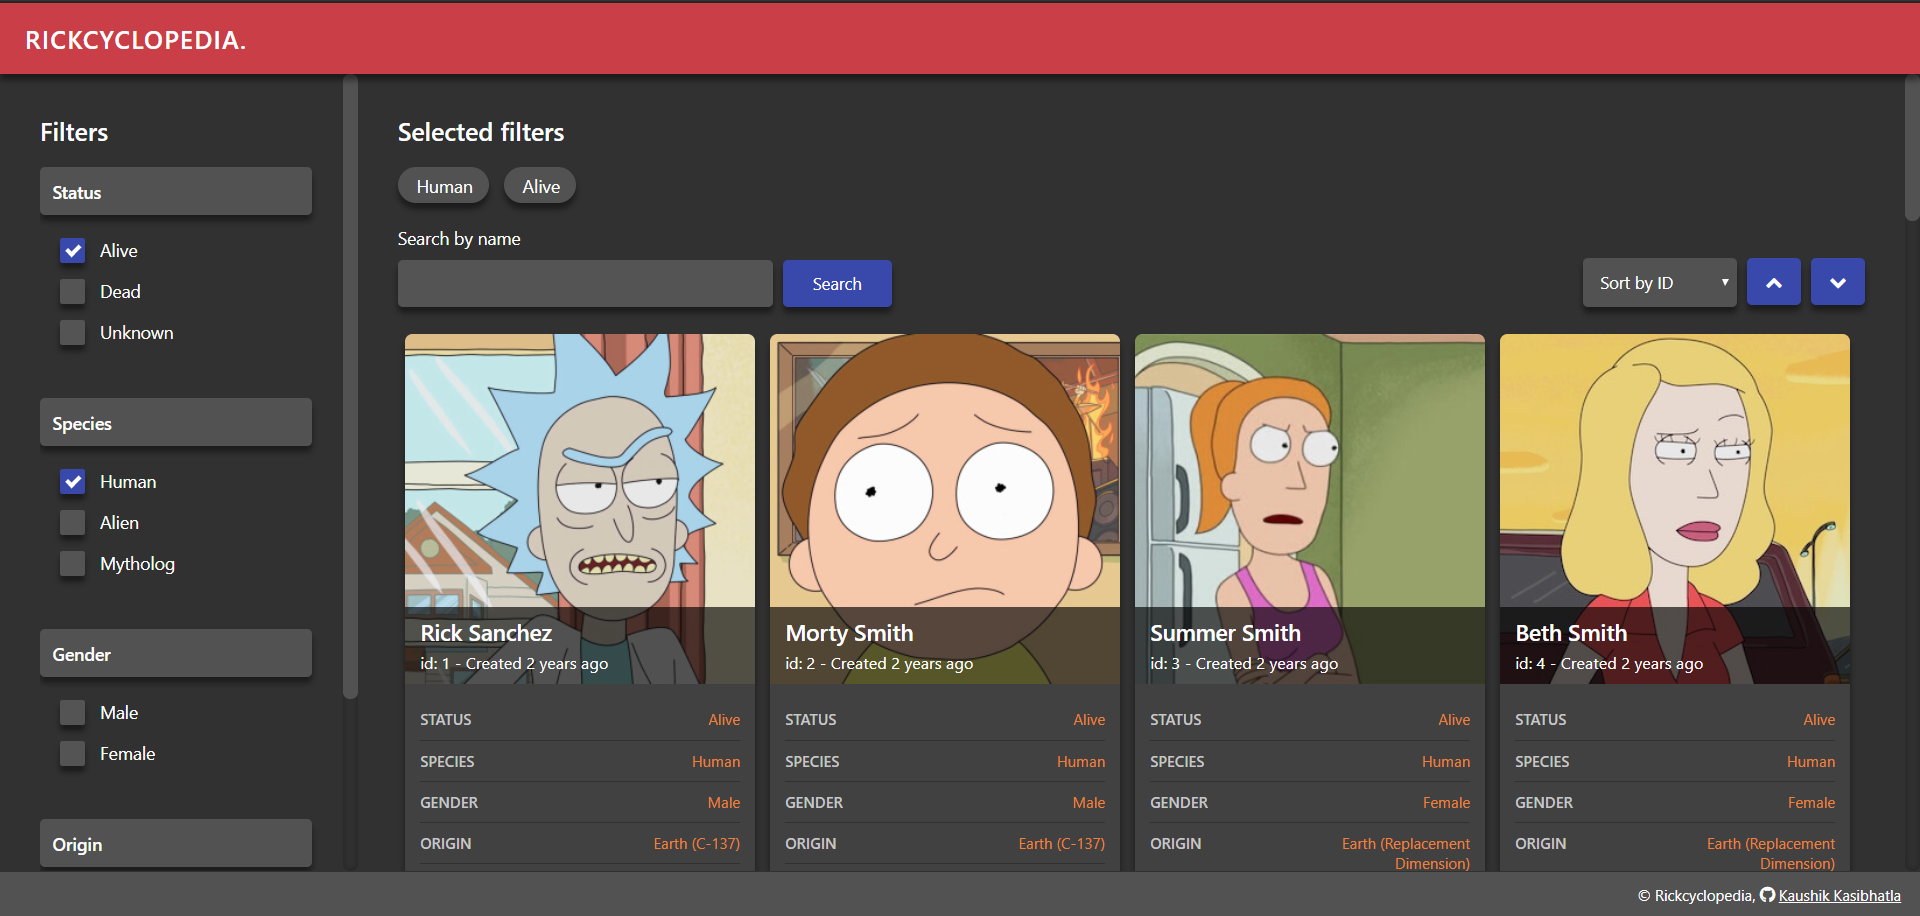 RICKCYCLOPEDIA.
Filters
Status
Alive
Dead
Unknown
Species
Human
Alien
Mytholog
Gender
Male
Female
Origin
Selected filters
Human Alive
Search by name
Search
Sort by ID
Rick Sanchez
id: 1 - Created 2 years ago
STATUS Alive
SPECIES Human
GENDER Male
ORIGIN Earth (C-137)
Morty Smith
id: 2 - Created 2 years ago
STATUS Alive
SPECIES Human
GENDER Male
ORIGIN Earth (C-137)
Summer Smith
id: 3 - Created 2 years ago
STATUS Alive
SPECIES Human
GENDER Female
ORIGIN Earth (Replacement
Dimension)
Beth Smith
id: 4 - Created 2 years ago
STATUS Alive
SPECIES Human
GENDER Female
ORIGIN Earth (Replacement
Dimension)
© Rickcyclopedia, Kaushik Kasibhatla